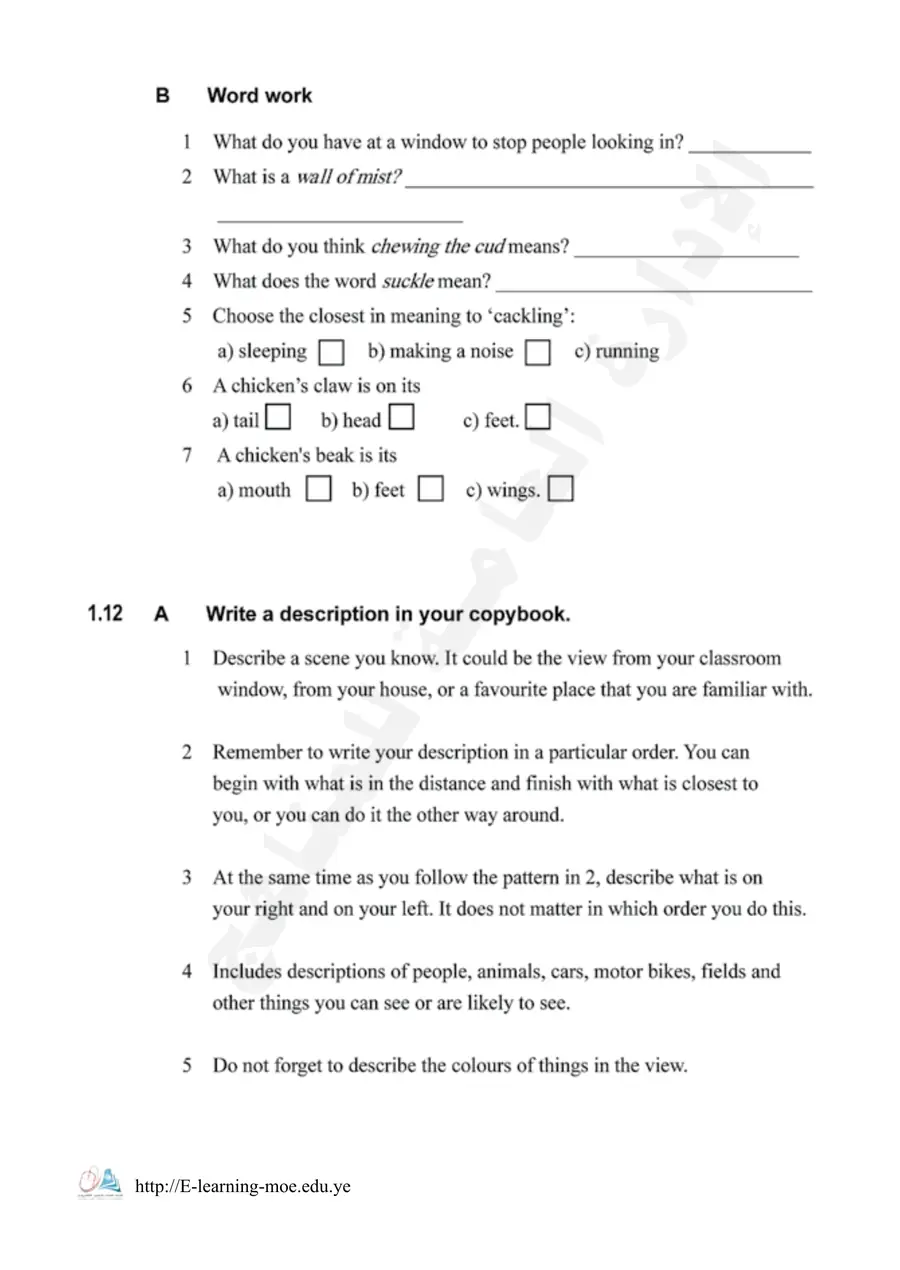 B Word work
1 What do you have at a window to stop people looking in? ____________
2 What is a wall of mist? ________________________________________
________________________
3 What do you think chewing the cud means? ______________________
4 What does the word suckle mean? _______________________________
5 Choose the closest in meaning to ‘cackling’:
a) sleeping □ b) making a noise □ c) running
6 A chicken’s claw is on its
a) tail □ b) head □ c) feet. □
7 A chicken's beak is its
a) mouth □ b) feet □ c) wings. □
1.12 A Write a description in your copybook.
1 Describe a scene you know. It could be the view from your classroom
window, from your house, or a favourite place that you are familiar with.
2 Remember to write your description in a particular order. You can
begin with what is in the distance and finish with what is closest to
you, or you can do it the other way around.
3 At the same time as you follow the pattern in 2, describe what is on
your right and on your left. It does not matter in which order you do this.
4 Includes descriptions of people, animals, cars, motor bikes, fields and
other things you can see or are likely to see.
5 Do not forget to describe the colours of things in the view.
الإدارة العامة للمناهج
http://E-learning-moe.edu.ye